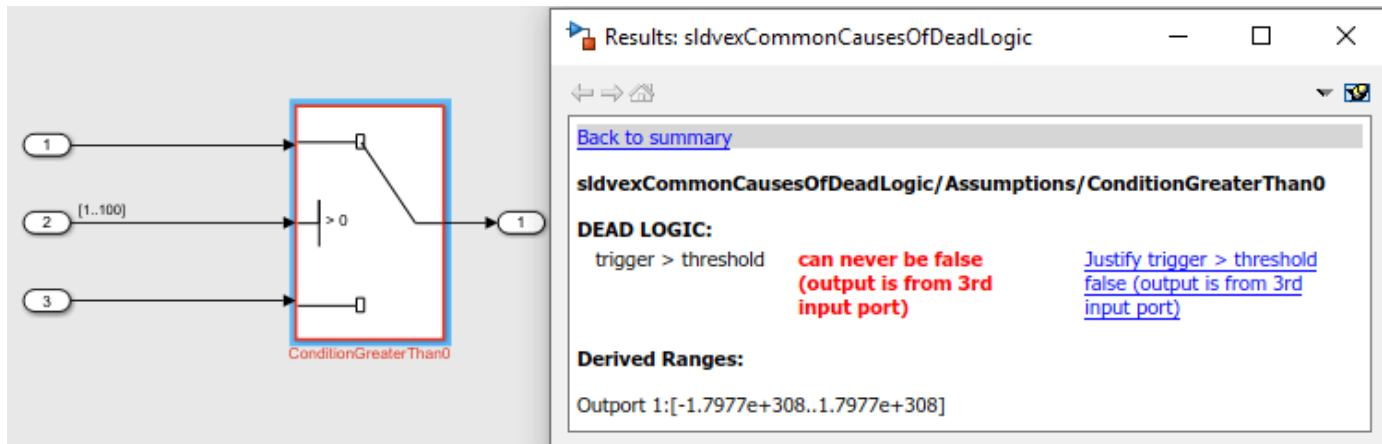 1
2
[1..100]
3
> 0
1
ConditionGreaterThan0
Results: sldvexCommonCausesOfDeadLogic
Back to summary
sldvexCommonCausesOfDeadLogic/Assumptions/ConditionGreaterThan0
DEAD LOGIC:
trigger > threshold can never be false Justify trigger > threshold
(output is from 3rd false (output is from 3rd
input port) input port)
Derived Ranges:
Outport 1:[-1.7977e+308..1.7977e+308]